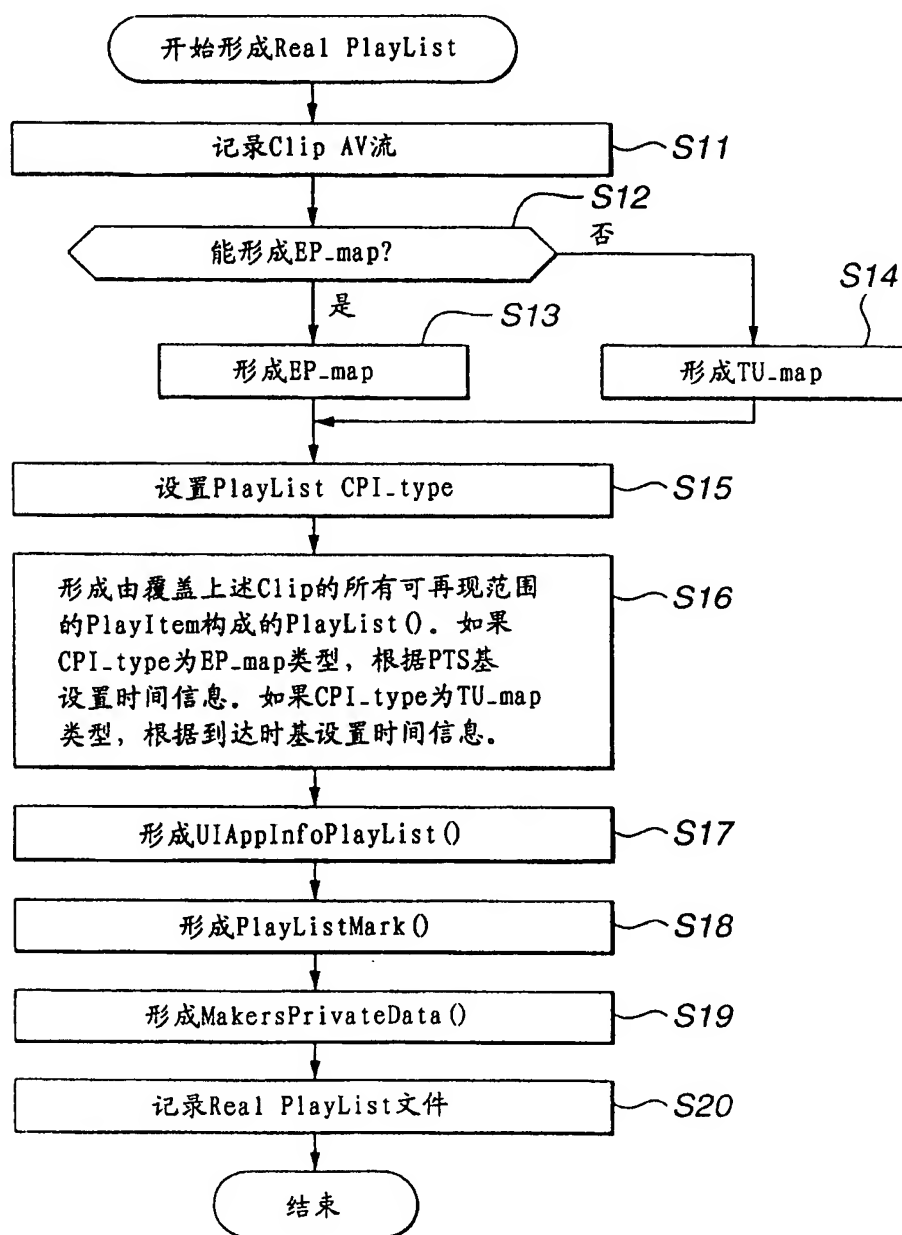 开始形成Real PlayList
记录Clip AV流
S11
S12
能形成EP_map?
否
是
S13
S14
形成EP_map
形成TU_map
设置PlayList CPI_type
S15
形成由覆盖上述Clip的所有可再现范围
的PlayItem构成的PlayList()。如果
CPI_type为EP_map类型，根据PTS基
设置时间信息。如果CPI_type为TU_map
类型，根据到达时基设置时间信息。
S16
形成UIAppInfoPlayList()
S17
形成PlayListMark()
S18
形成MakersPrivateData()
S19
记录Real PlayList文件
S20
结束